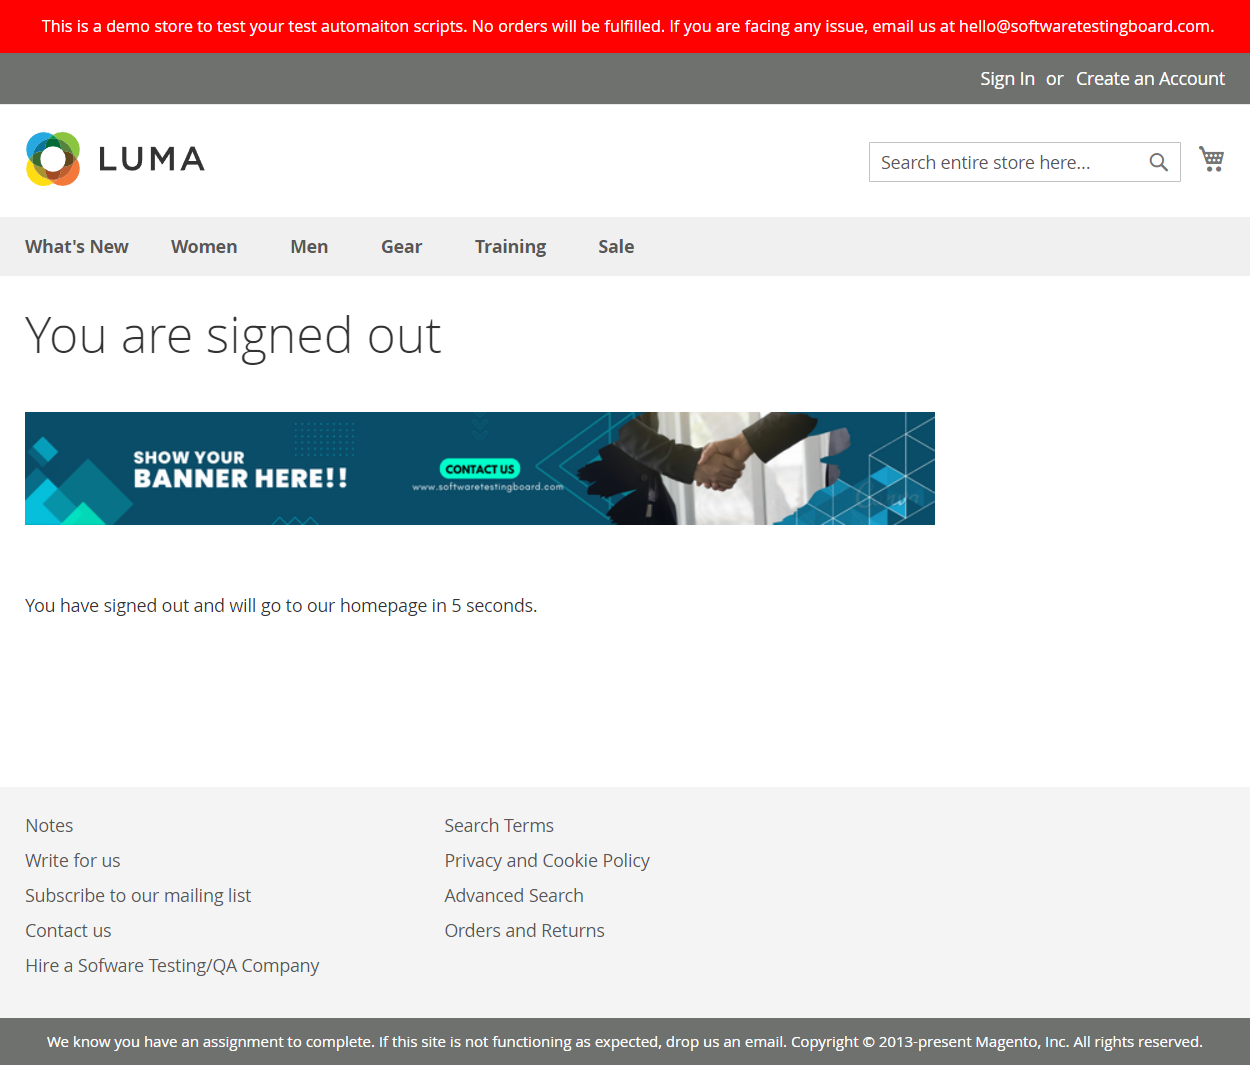 This is a demo store to test your test automaiton scripts. No orders will be fulfilled. If you are facing any issue, email us at hello@softwaretestingboard.com.
Sign In or Create an Account
LUMA
Search entire store here...
What's New Women Men Gear Training Sale
You are signed out
SHOW YOUR
BANNER HERE!!
CONTACT US
www.softwaretestingboard.com
You have signed out and will go to our homepage in 5 seconds.
Notes
Write for us
Subscribe to our mailing list
Contact us
Hire a Sofware Testing/QA Company
Search Terms
Privacy and Cookie Policy
Advanced Search
Orders and Returns
We know you have an assignment to complete. If this site is not functioning as expected, drop us an email. Copyright © 2013-present Magento, Inc. All rights reserved.